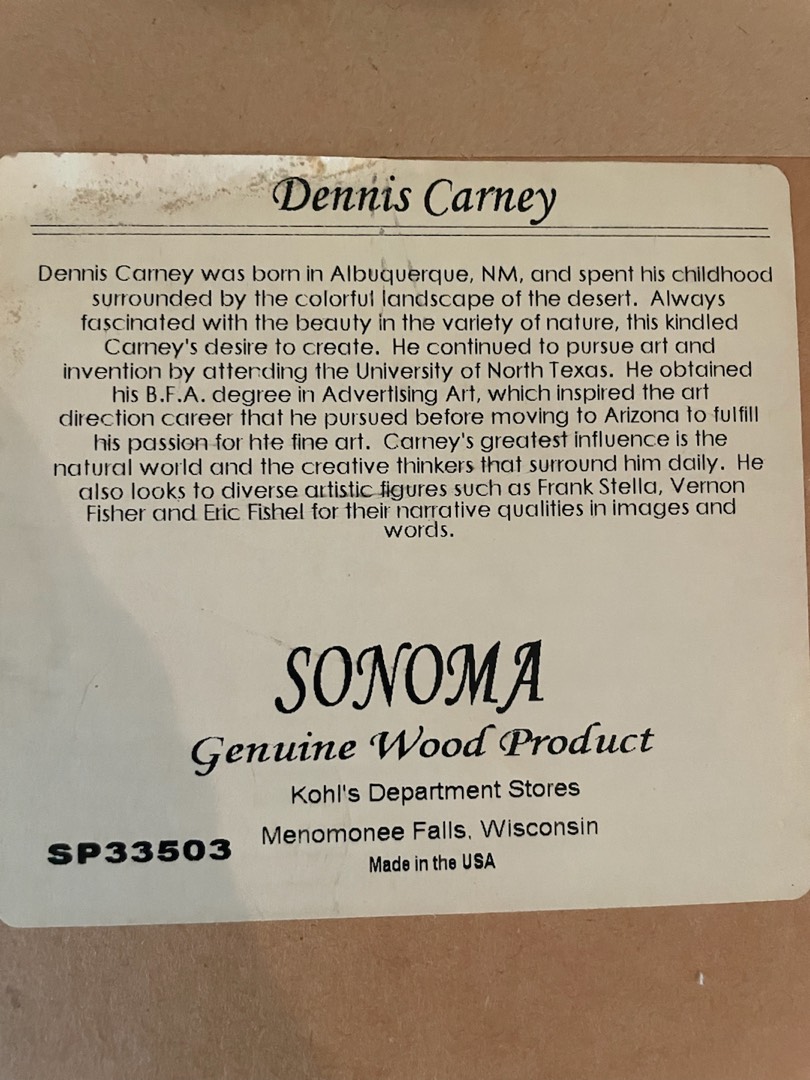 Dennis Carney
Dennis Carney was born in Albuquerque, NM, and spent his childhood
surrounded by the colorful landscape of the desert. Always
fascinated with the beauty in the variety of nature, this kindled
Carney's desire to create. He continued to pursue art and
invention by attending the University of North Texas. He obtained
his B.F.A. degree in Advertising Art, which inspired the art
direction career that he pursued before moving to Arizona to fulfill
his passion for hte fine art. Carney's greatest influence is the
natural world and the creative thinkers that surround him daily. He
also looks to diverse artistic figures such as Frank Stella, Vernon
Fisher and Eric Fishel for their narrative qualities in images and
words.
SONOMA
Genuine Wood Product
Kohl's Department Stores
Menomonee Falls, Wisconsin
SP33503
Made in the USA